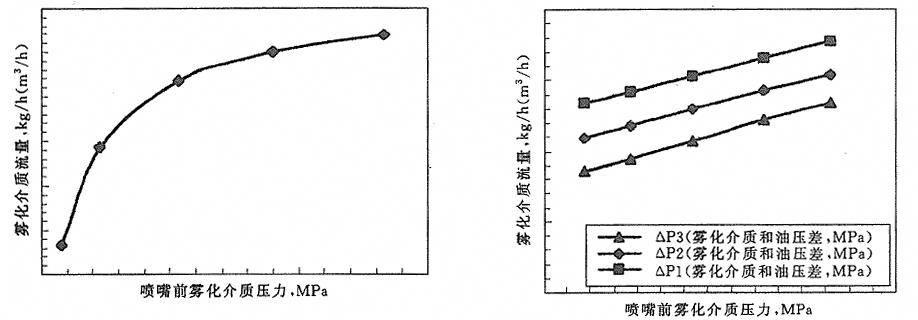 雾化介质流量,kg/h(m³/h)
喷嘴前雾化介质压力,MPa
雾化介质流量,kg/h(m³/h)
ΔP3(雾化介质和油压差,MPa)
ΔP2(雾化介质和油压差,MPa)
ΔP1(雾化介质和油压差,MPa)
喷嘴前雾化介质压力,MPa